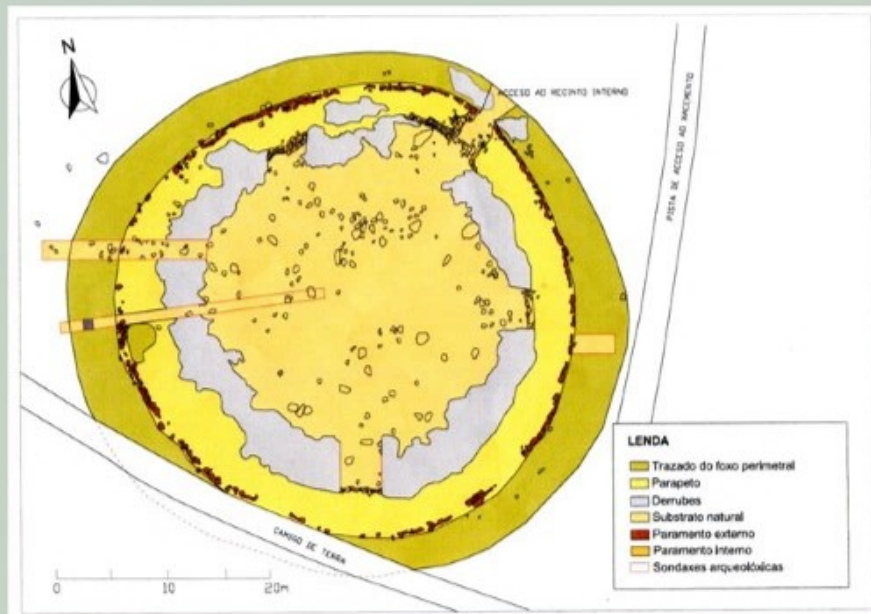 N
ACCESO AO RECINTO INTERNO
PISTA DE ACCESO AO XACEMENTO
CAMIÑO DE TERRA
0 10 20m
LENDA
Trazado do foxo perimetral
Parapeto
Derrubes
Substrato natural
Paramento externo
Paramento interno
Sondaxes arqueolóxicas